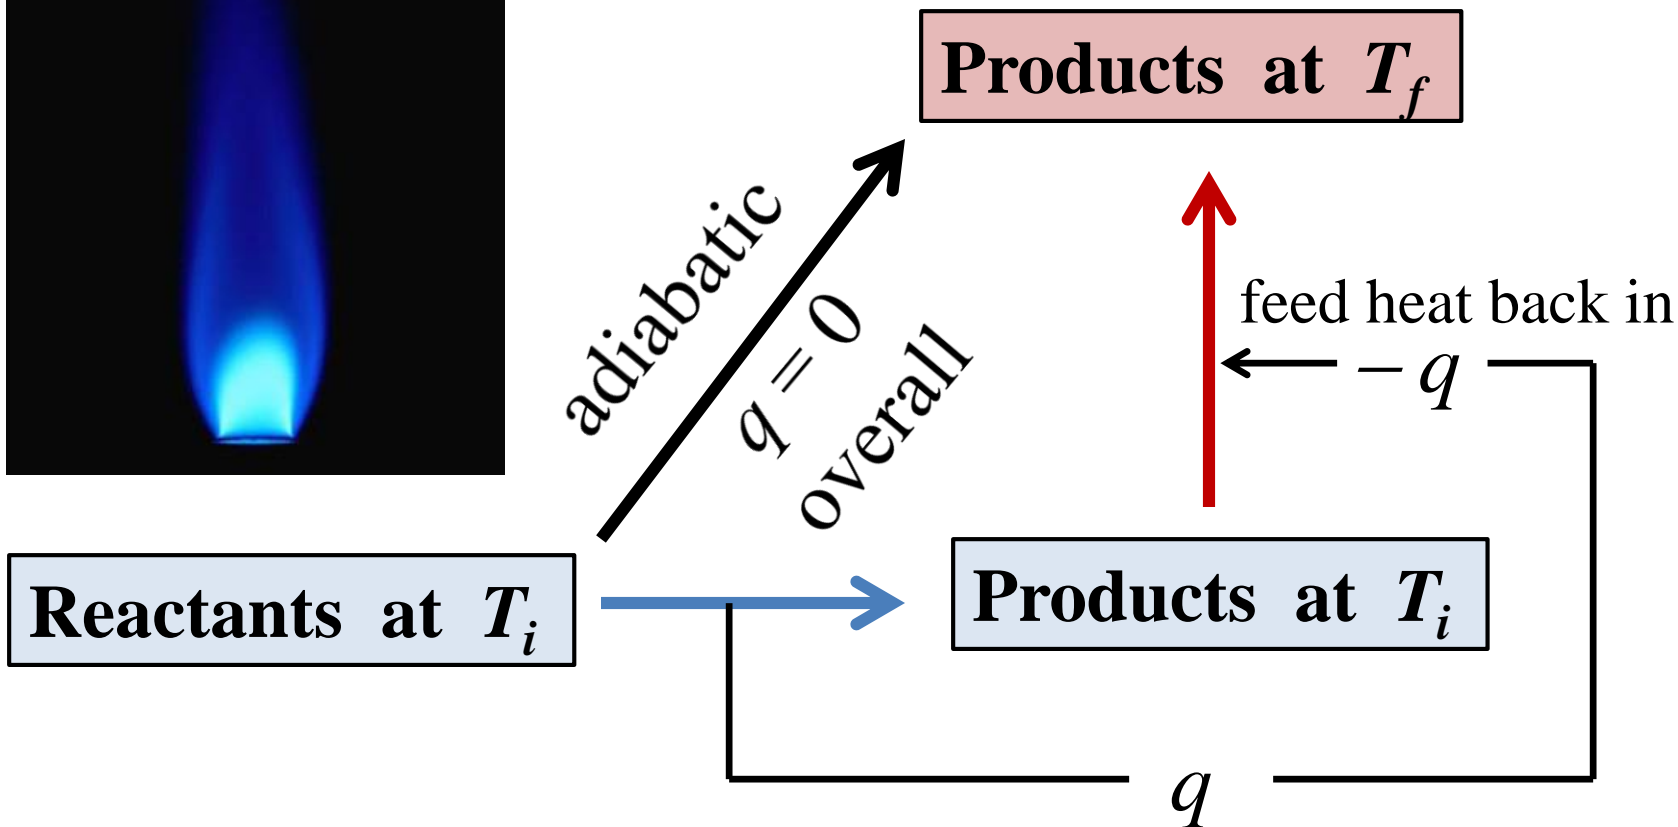 Products at T_f
adiabatic
q = 0
overall
feed heat back in
– q
Reactants at T_i
Products at T_i
q